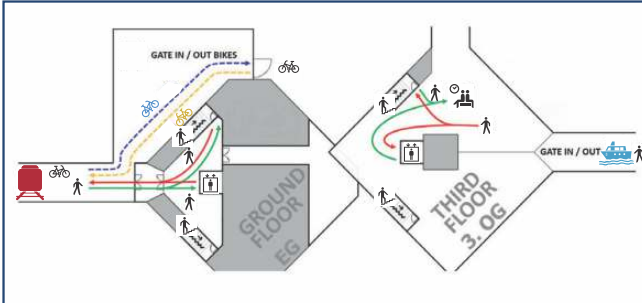 GATE IN / OUT BIKES
GROUND
FLOOR
EG
THIRD
FLOOR
3. OG
GATE IN / OUT